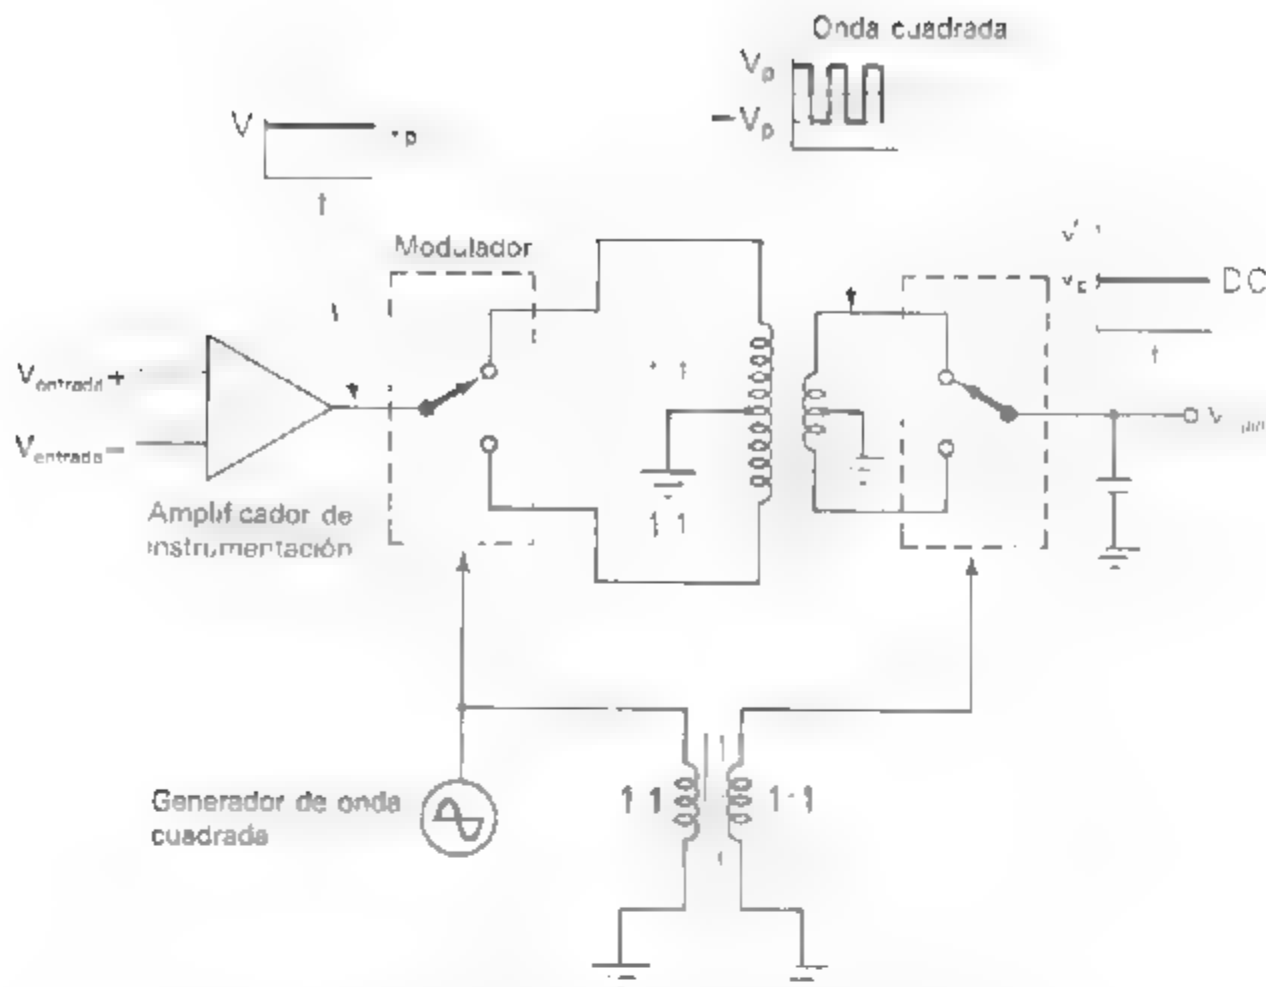 Onda cuadrada
Vp
−Vp
V
t
Modulador
DC
t
Ventrada+
Ventrada−
Amplificador de
instrumentación
1 1
Generador de onda
cuadrada
1 1
1·1